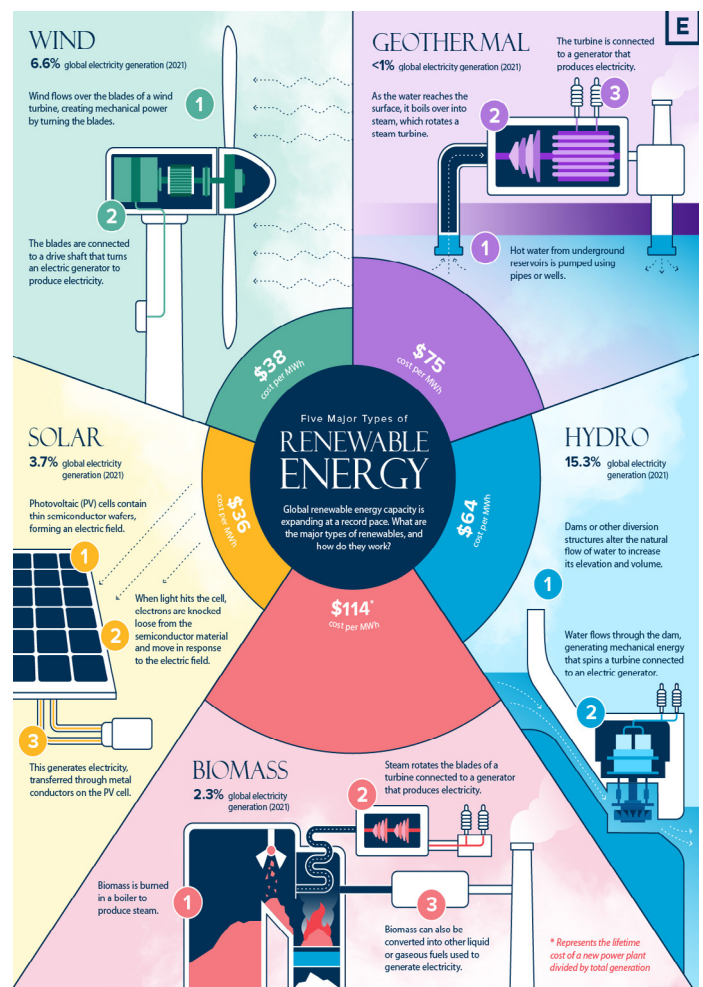 E
WIND
6.6% global electricity generation (2021)
Wind flows over the blades of a wind
turbine, creating mechanical power
by turning the blades.
1
2
The blades are connected
to a drive shaft that turns
an electric generator to
produce electricity.
$38
cost per MWh
GEOTHERMAL
<1% global electricity generation (2021)
The turbine is connected
to a generator that
produces electricity.
3
As the water reaches the
surface, it boils over into
steam, which rotates a
steam turbine.
2
1
Hot water from underground
reservoirs is pumped using
pipes or wells.
$75
cost per MWh
Five Major Types of
RENEWABLE
ENERGY
Global renewable energy capacity is
expanding at a record pace. What are
the major types of renewables, and
how do they work?
SOLAR
3.7% global electricity
generation (2021)
Photovoltaic (PV) cells contain
thin semiconductor wafers,
forming an electric field.
1
When light hits the cell,
electrons are knocked
loose from the
semiconductor material
and move in response
to the electric field.
2
3
This generates electricity,
transferred through metal
conductors on the PV cell.
$36
cost per MWh
HYDRO
15.3% global electricity
generation (2021)
Dams or other diversion
structures alter the natural
flow of water to increase
its elevation and volume.
1
Water flows through the dam,
generating mechanical energy
that spins a turbine connected
to an electric generator.
2
$64
cost per MWh
$114*
cost per MWh
BIOMASS
2.3% global electricity
generation (2021)
Steam rotates the blades of a
turbine connected to a generator
that produces electricity.
2
Biomass is burned
in a boiler to
produce steam.
1
3
Biomass can also be
converted into other liquid
or gaseous fuels used to
generate electricity.
* Represents the lifetime
cost of a new power plant
divided by total generation